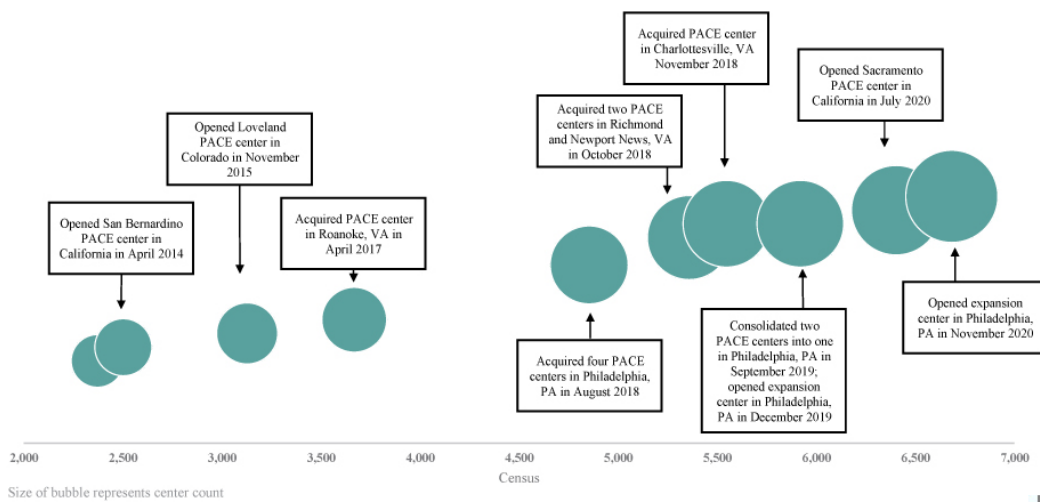 Acquired PACE center
in Charlottesville, VA
November 2018
Opened Sacramento
PACE center in
California in July 2020
Opened Loveland
PACE center in
Colorado in November
2015
Acquired two PACE
centers in Richmond
and Newport News, VA
in October 2018
Opened San Bernardino
PACE center in
California in April 2014
Acquired PACE center
in Roanoke, VA in
April 2017
Acquired four PACE
centers in Philadelphia,
PA in August 2018
Consolidated two
PACE centers into one
in Philadelphia, PA in
September 2019;
opened expansion
center in Philadelphia,
PA in December 2019
Opened expansion
center in Philadelphia,
PA in November 2020
2,000 2,500 3,000 3,500 4,000 4,500 5,000 5,500 6,000 6,500 7,000
Census
Size of bubble represents center count